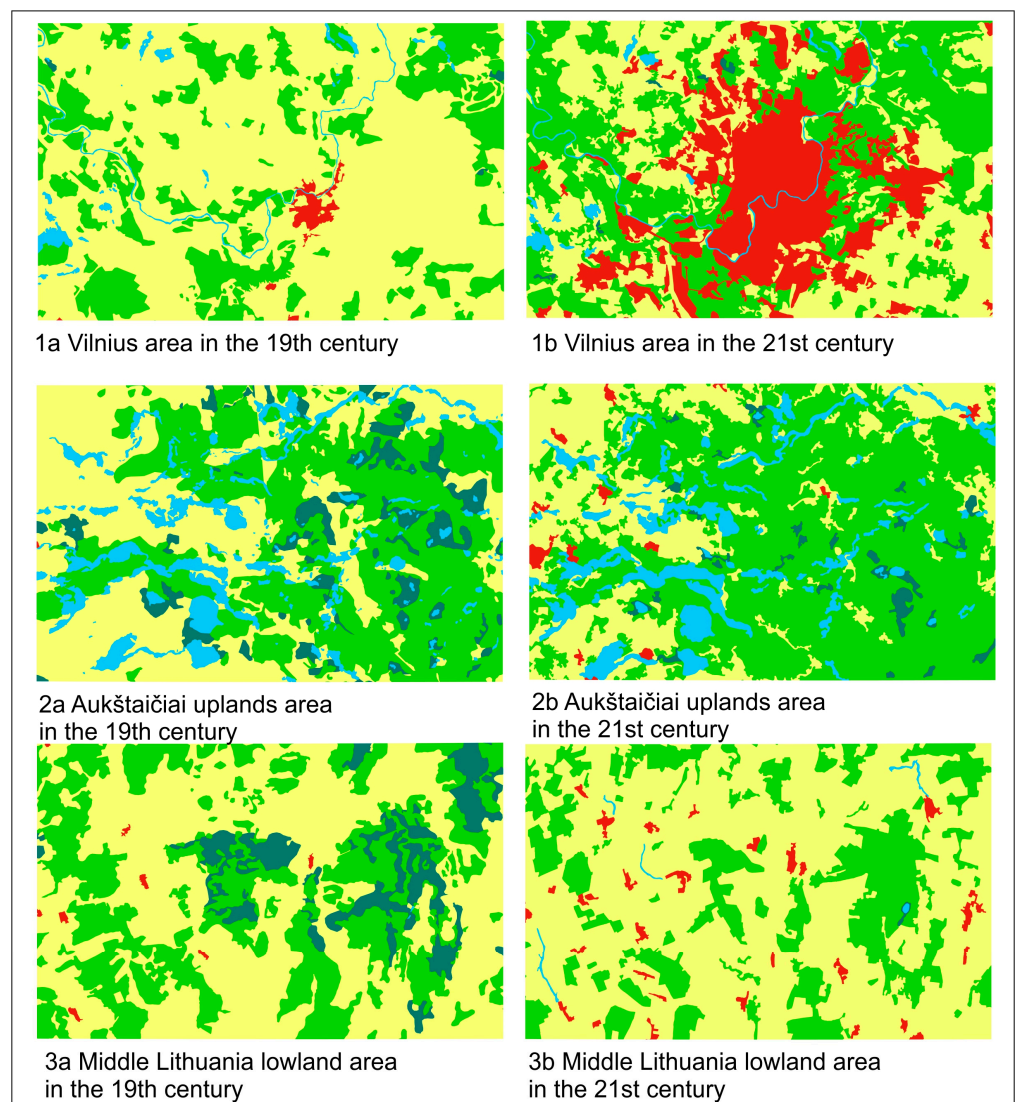 1a Vilnius area in the 19th century
1b Vilnius area in the 21st century
2a Aukštaičiai uplands area
in the 19th century
2b Aukštaičiai uplands area
in the 21st century
3a Middle Lithuania lowland area
in the 19th century
3b Middle Lithuania lowland area
in the 21st century